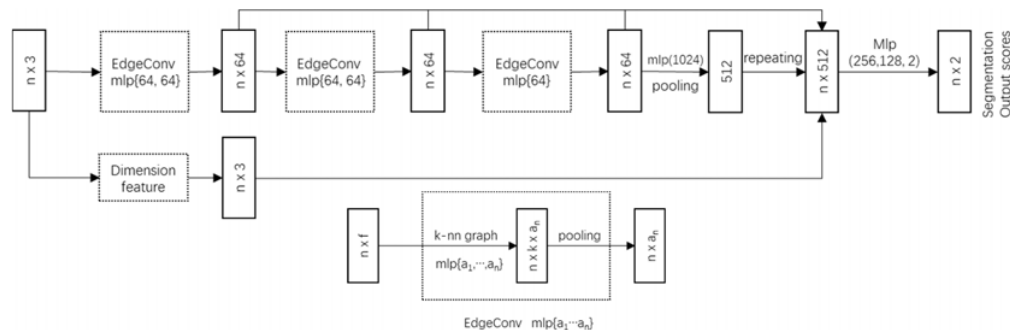 n x 3
EdgeConv
mlp{64, 64}
n x 64
EdgeConv
mlp{64, 64}
n x 64
EdgeConv
mlp{64}
n x 64
mlp(1024)
pooling
512
repeating
n x 512
Mlp
(256,128, 2)
n x 2
Segmentation
Output scores
Dimension
feature
n x 3
n x f
k-nn graph
mlp{a₁,···,aₙ}
n x k x aₙ
pooling
n x aₙ
EdgeConv mlp{a₁···aₙ}